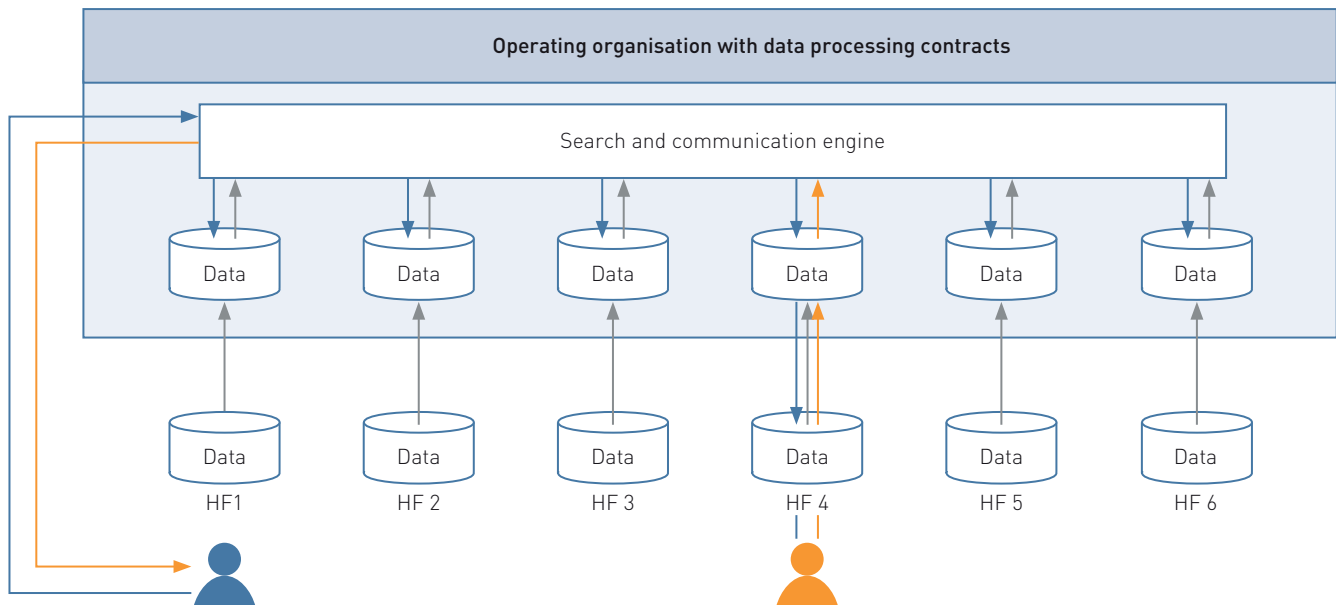 Operating organisation with data processing contracts
Search and communication engine
Data Data Data Data Data Data
Data Data Data Data Data Data
HF1 HF 2 HF 3 HF 4 HF 5 HF 6